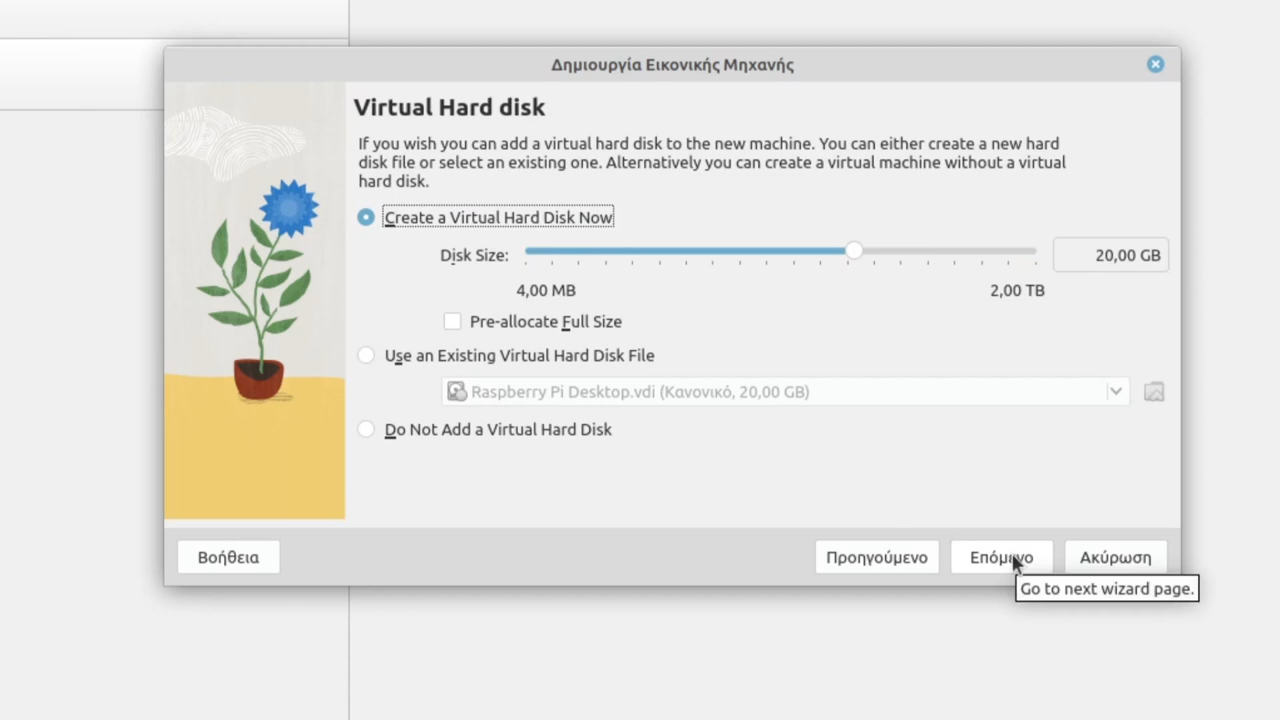 Δημιουργία Εικονικής Μηχανής
Virtual Hard disk
If you wish you can add a virtual hard disk to the new machine. You can either create a new hard
disk file or select an existing one. Alternatively you can create a virtual machine without a virtual
hard disk.
Create a Virtual Hard Disk Now
Disk Size:
20,00 GB
4,00 MB
2,00 TB
Pre-allocate Full Size
Use an Existing Virtual Hard Disk File
Raspberry Pi Desktop.vdi (Κανονικό, 20,00 GB)
Do Not Add a Virtual Hard Disk
Βοήθεια
Προηγούμενο
Επόμενο
Ακύρωση
Go to next wizard page.